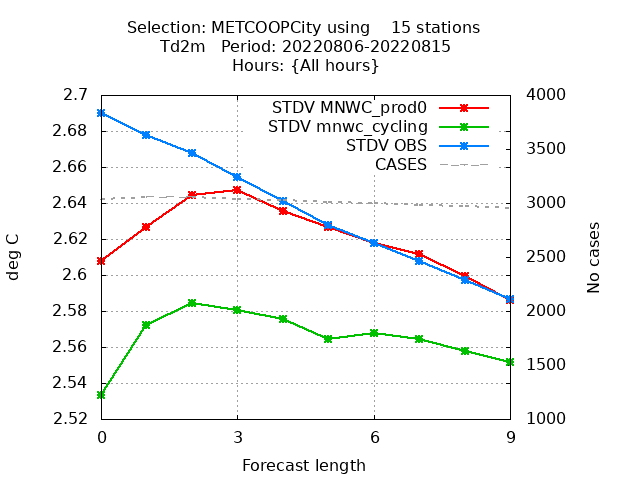 Selection: METCOOPCity using    15 stations
Td2m   Period: 20220806-20220815
Hours: {All hours}
STDV MNWC_prod0
STDV mnwc_cycling
STDV OBS
CASES
deg C
2.7
2.68
2.66
2.64
2.62
2.6
2.58
2.56
2.54
2.52
4000
3500
3000
2500
2000
1500
1000
No cases
0 3 6 9
Forecast length